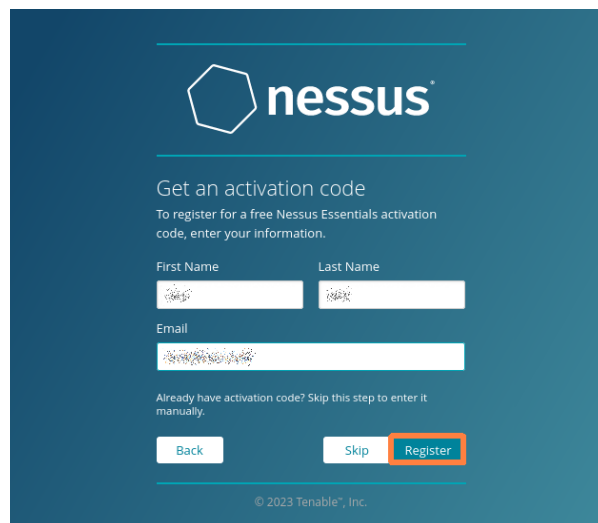 nessus
Get an activation code
To register for a free Nessus Essentials activation
code, enter your information.
First Name Last Name
Email
Already have activation code? Skip this step to enter it
manually.
Back Skip Register
© 2023 Tenable™, Inc.